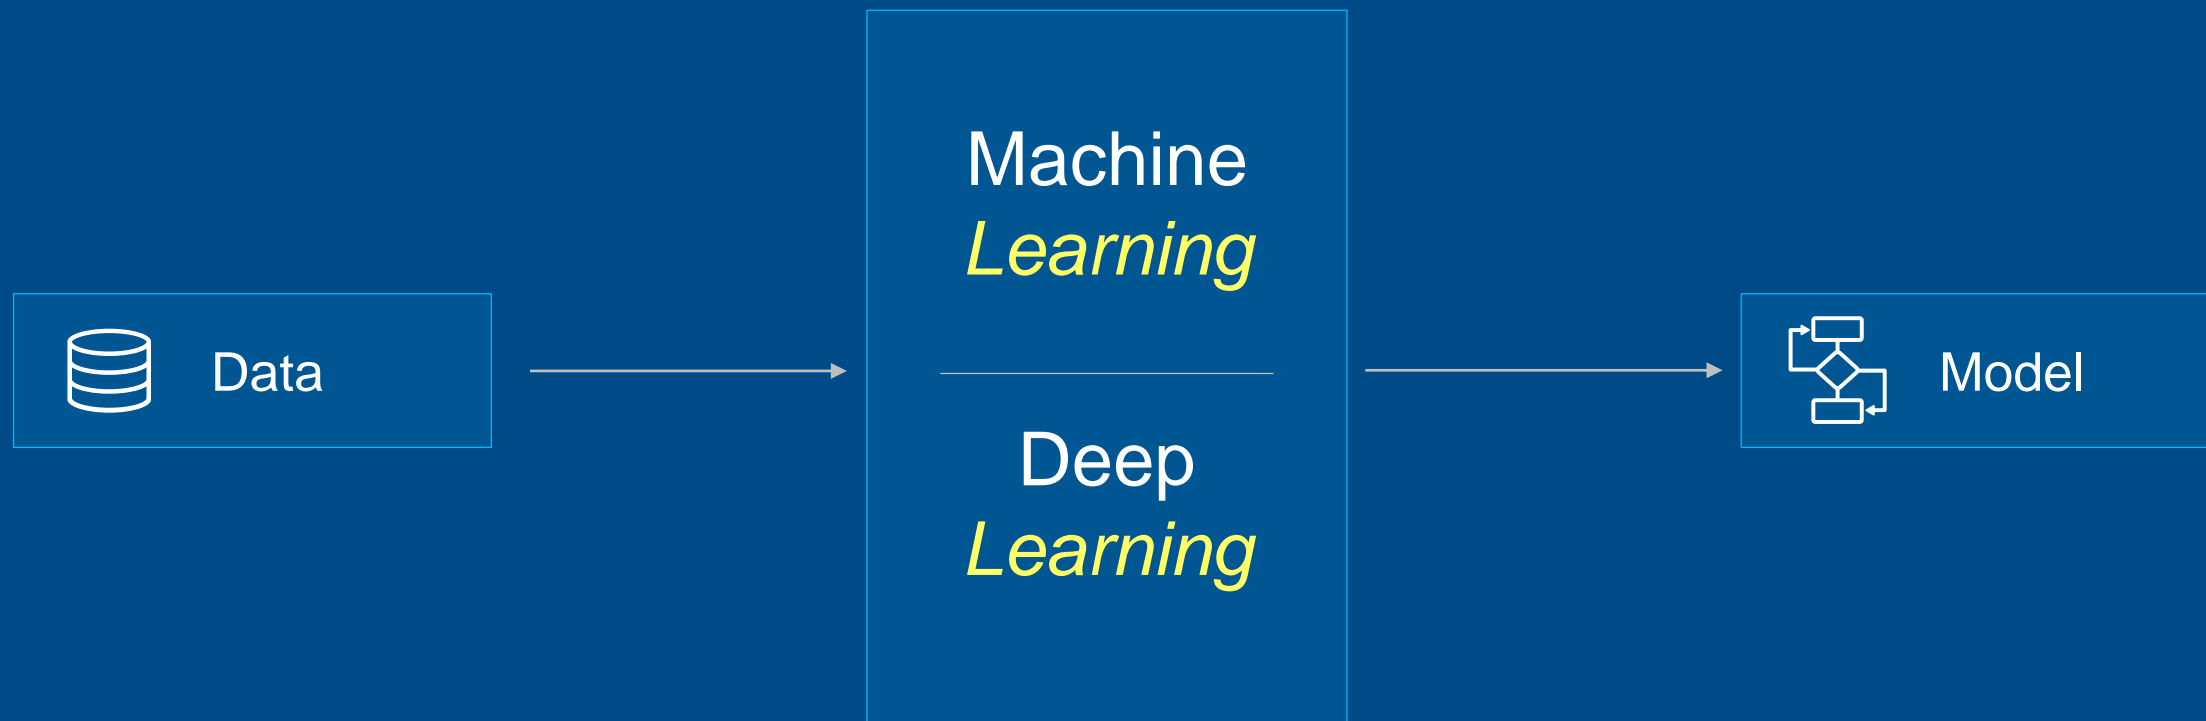 Data
Machine
Learning
Deep
Learning
Model